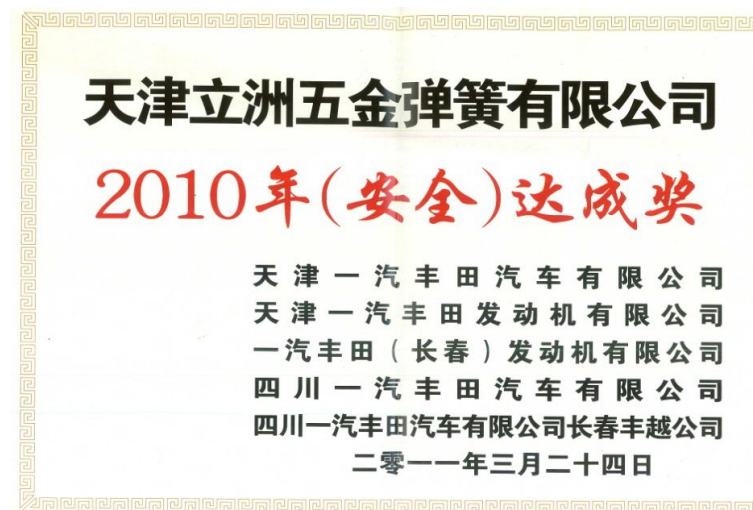 天津立洲五金弹簧有限公司
2010年(安全)达成奖
天津一汽丰田汽车有限公司
天津一汽丰田发动机有限公司
一汽丰田（长春）发动机有限公司
四川一汽丰田汽车有限公司
四川一汽丰田汽车有限公司长春丰越公司
二零一一年三月二十四日